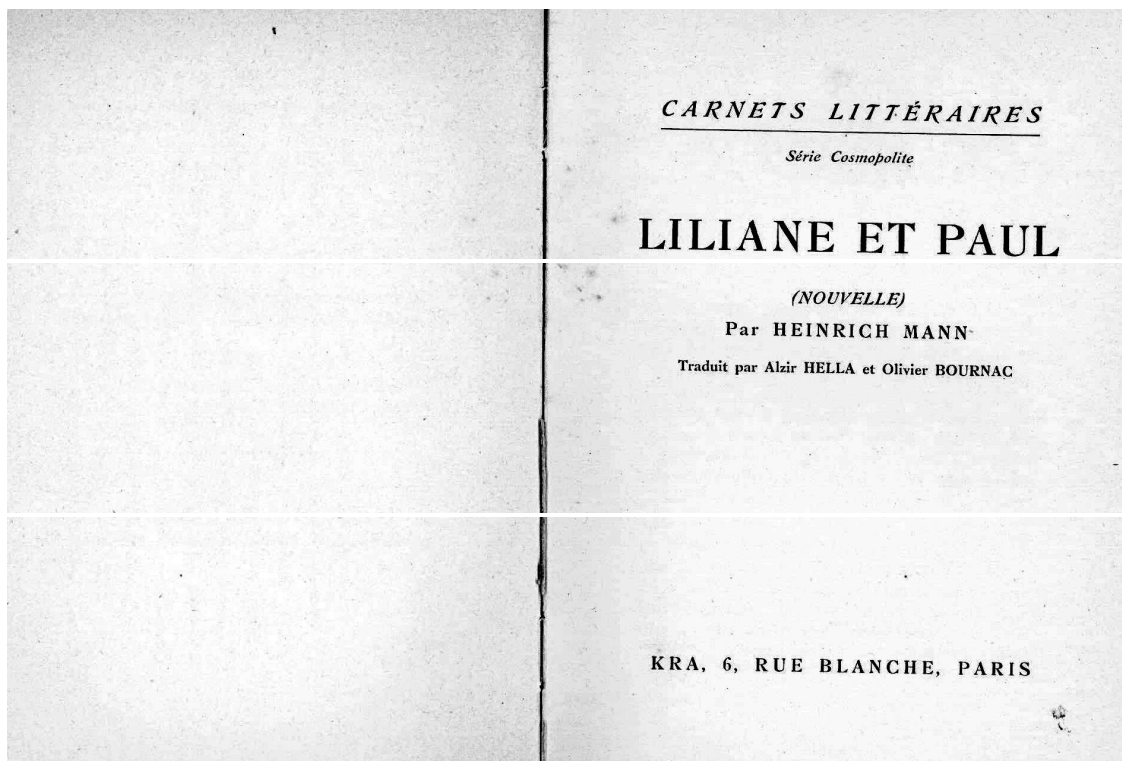 CARNETS LITTÉRAIRES
Série Cosmopolite
LILIANE ET PAUL
(NOUVELLE)
Par HEINRICH MANN
Traduit par Alzir HELLA et Olivier BOURNAC
KRA, 6, RUE BLANCHE, PARIS